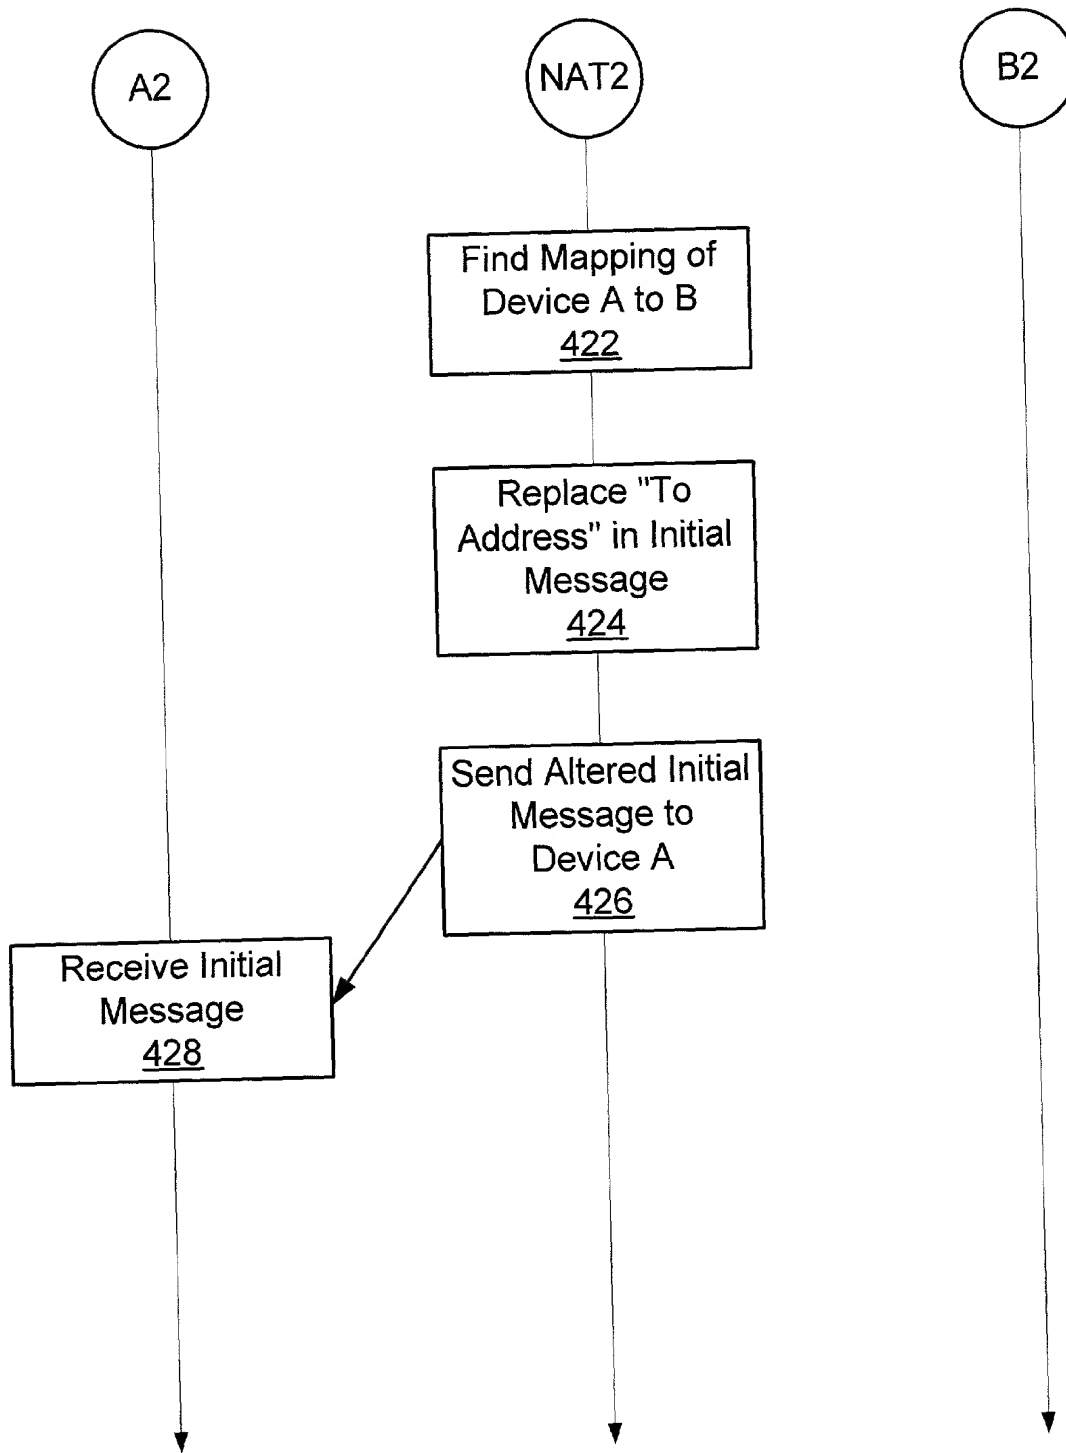 A2
NAT2
B2
Find Mapping of
Device A to B
422
Replace "To
Address" in Initial
Message
424
Send Altered Initial
Message to
Device A
426
Receive Initial
Message
428